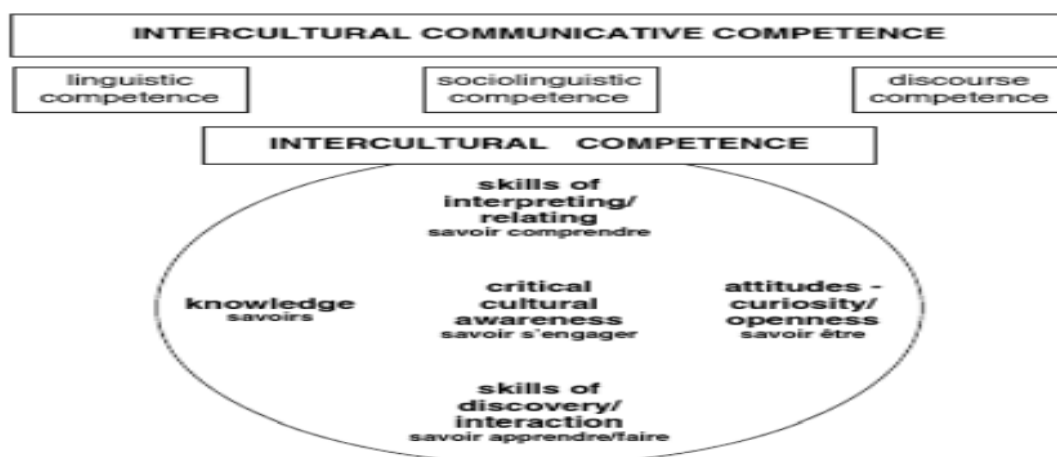 INTERCULTURAL COMMUNICATIVE COMPETENCE
linguistic
competence
sociolinguistic
competence
discourse
competence
INTERCULTURAL COMPETENCE
skills of
interpreting/
relating
savoir comprendre
knowledge
savoirs
critical
cultural
awareness
savoir s'engager
attitudes -
curiosity/
openness
savoir être
skills of
discovery/
interaction
savoir apprendre/faire